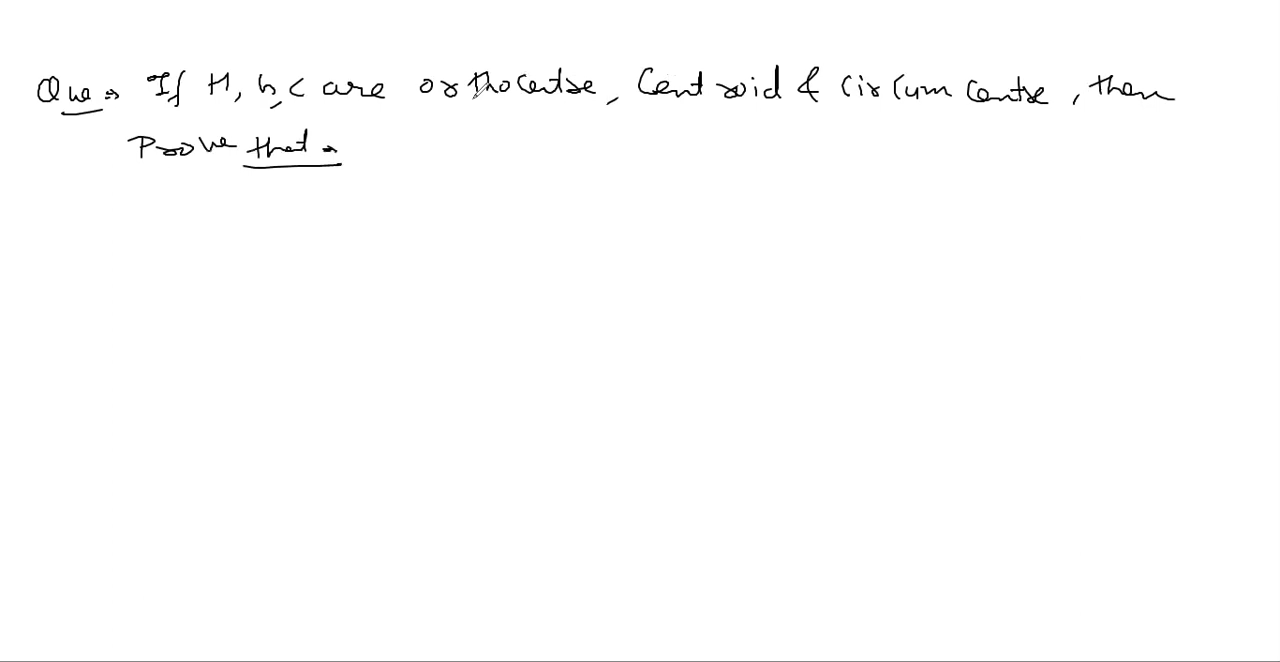 Que → If H, G, C are orthocentre, Centroid & Circumcentre, then
Prove that →